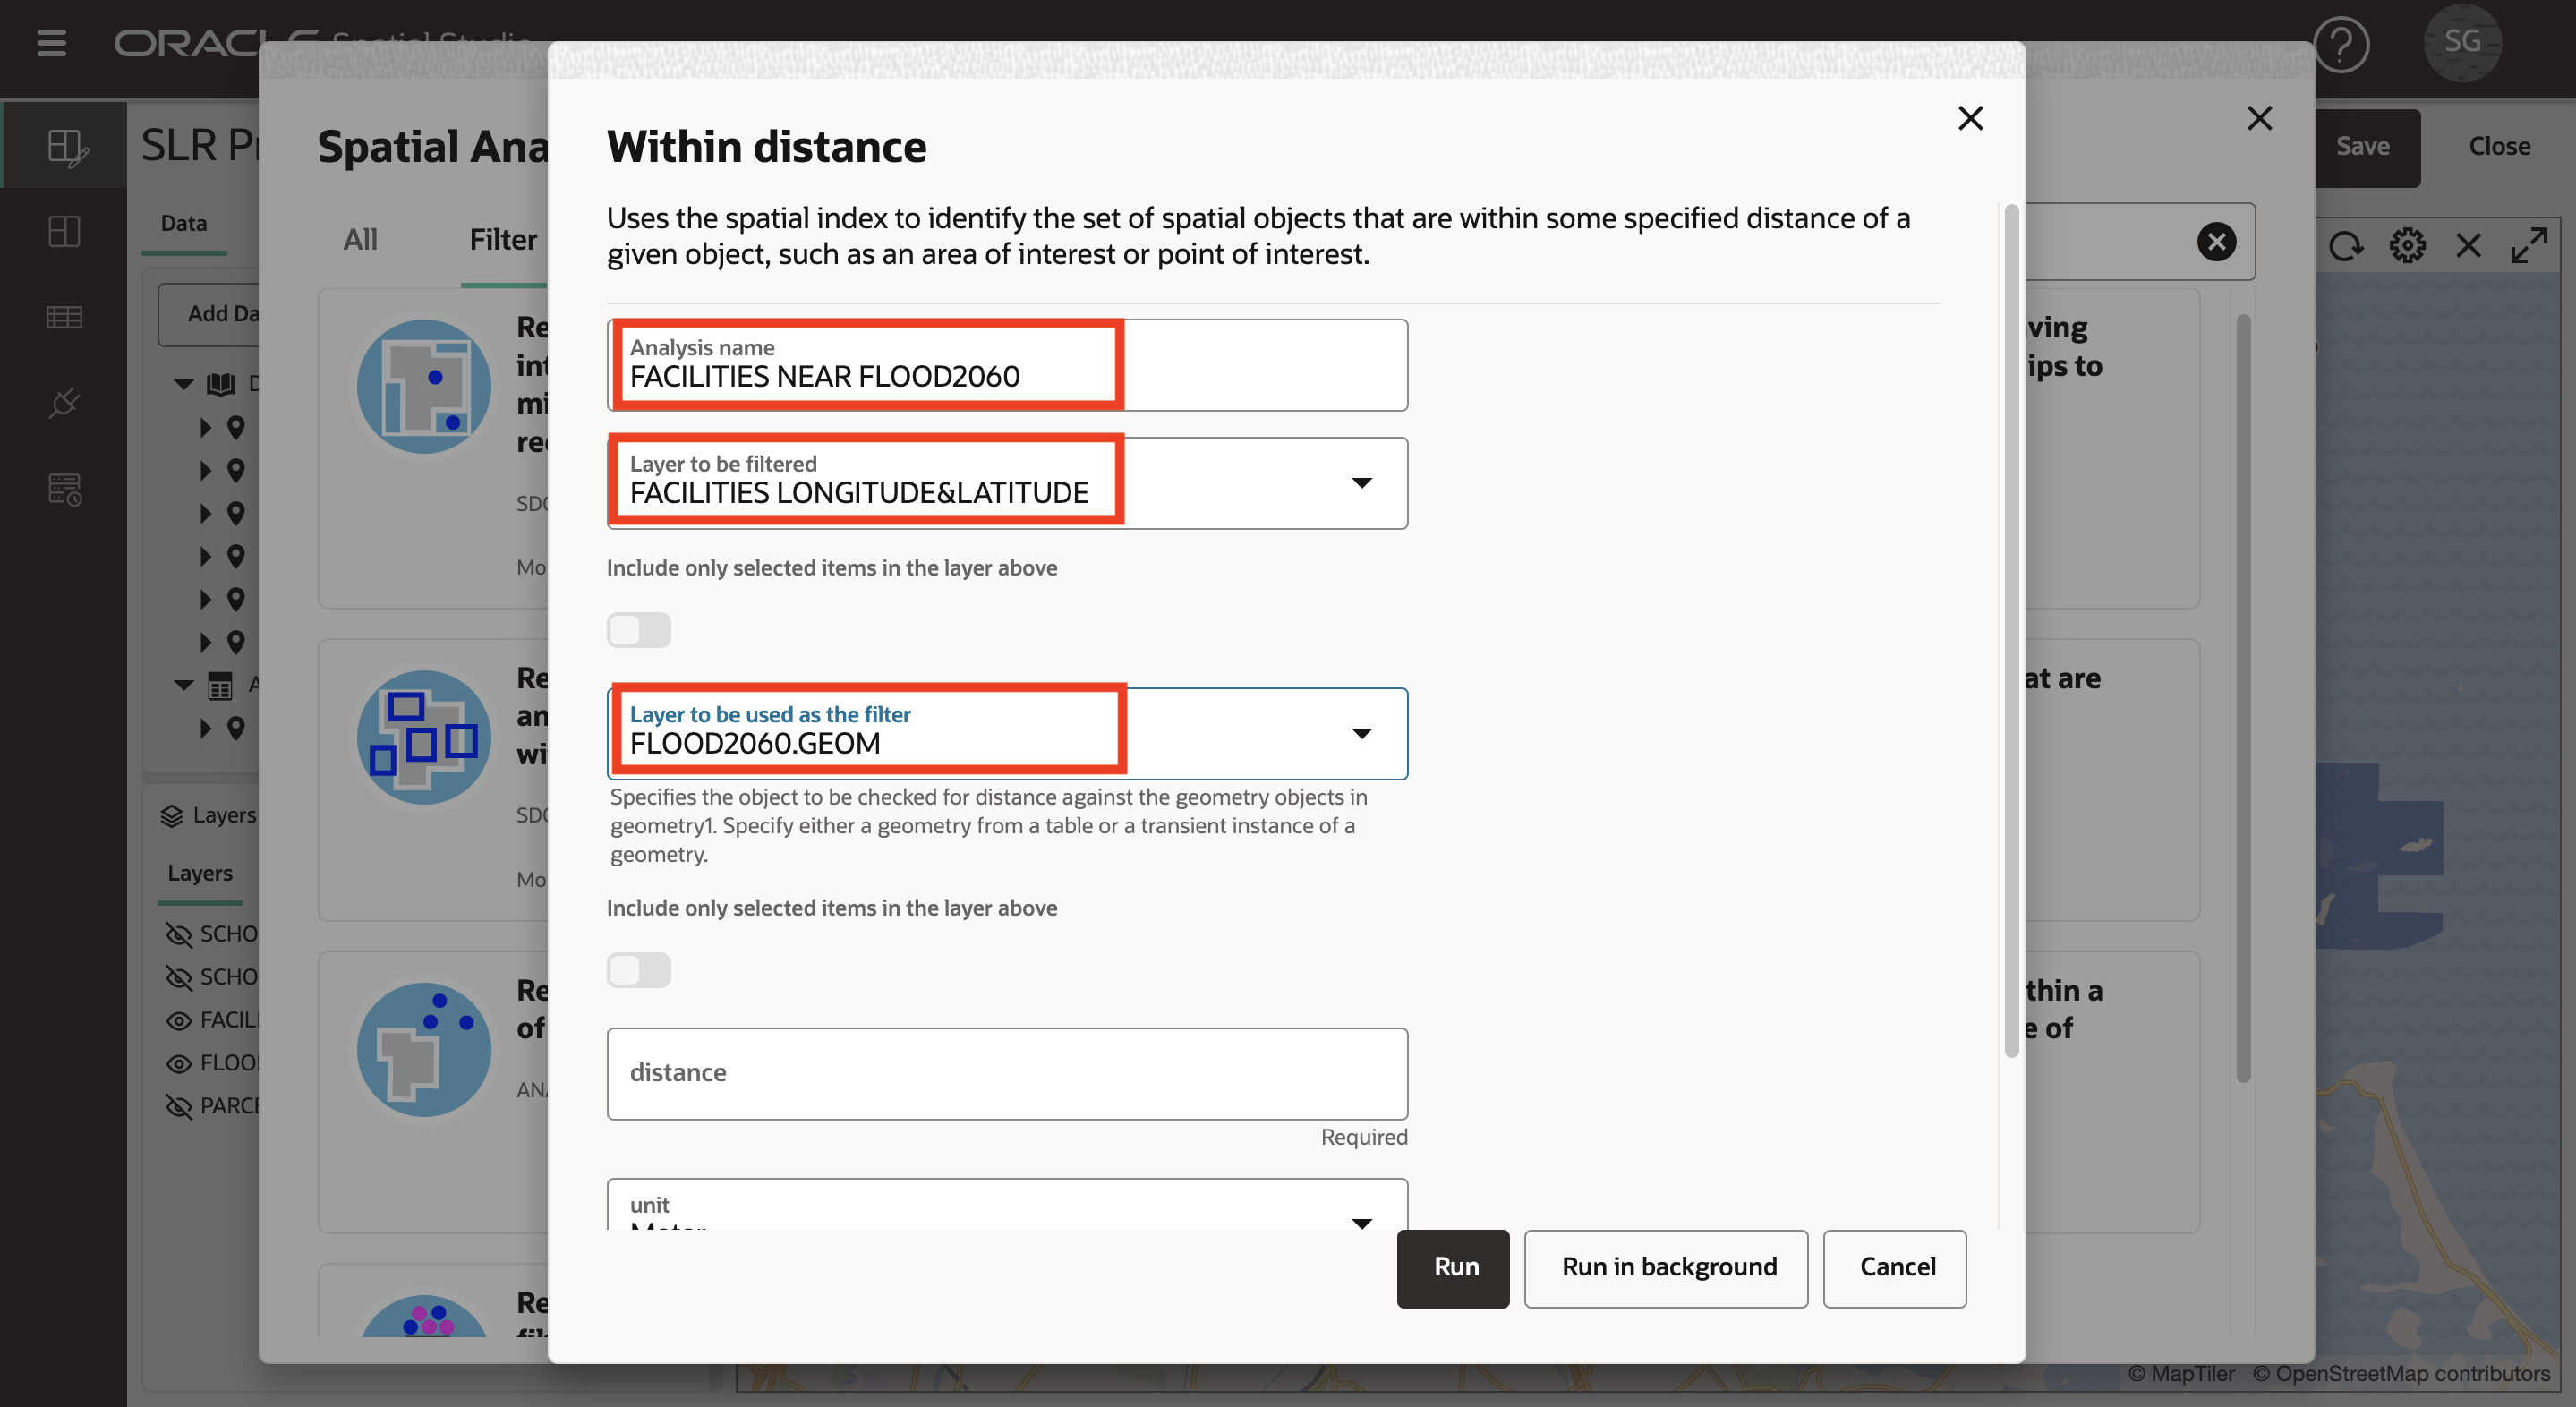 ORACLE Spatial Studio
SG
SLR Pr
Save
Close
Data
Add Da
Layers
Layers
SCHO
SCHO
FACIL
FLOO
PARCE
Spatial Ana
All
Filter
Re
int
mi
re
SDO
Mo
Re
an
wi
SDO
Mo
Re
of
ANA
Re
ving
ips to
at are
thin a
e of
Within distance
Uses the spatial index to identify the set of spatial objects that are within some specified distance of a
given object, such as an area of interest or point of interest.
Analysis name
FACILITIES NEAR FLOOD2060
Layer to be filtered
FACILITIES LONGITUDE&LATITUDE
Include only selected items in the layer above
Layer to be used as the filter
FLOOD2060.GEOM
Specifies the object to be checked for distance against the geometry objects in
geometry1. Specify either a geometry from a table or a transient instance of a
geometry.
Include only selected items in the layer above
distance
Required
unit
Meter
Run
Run in background
Cancel
© MapTiler © OpenStreetMap contributors